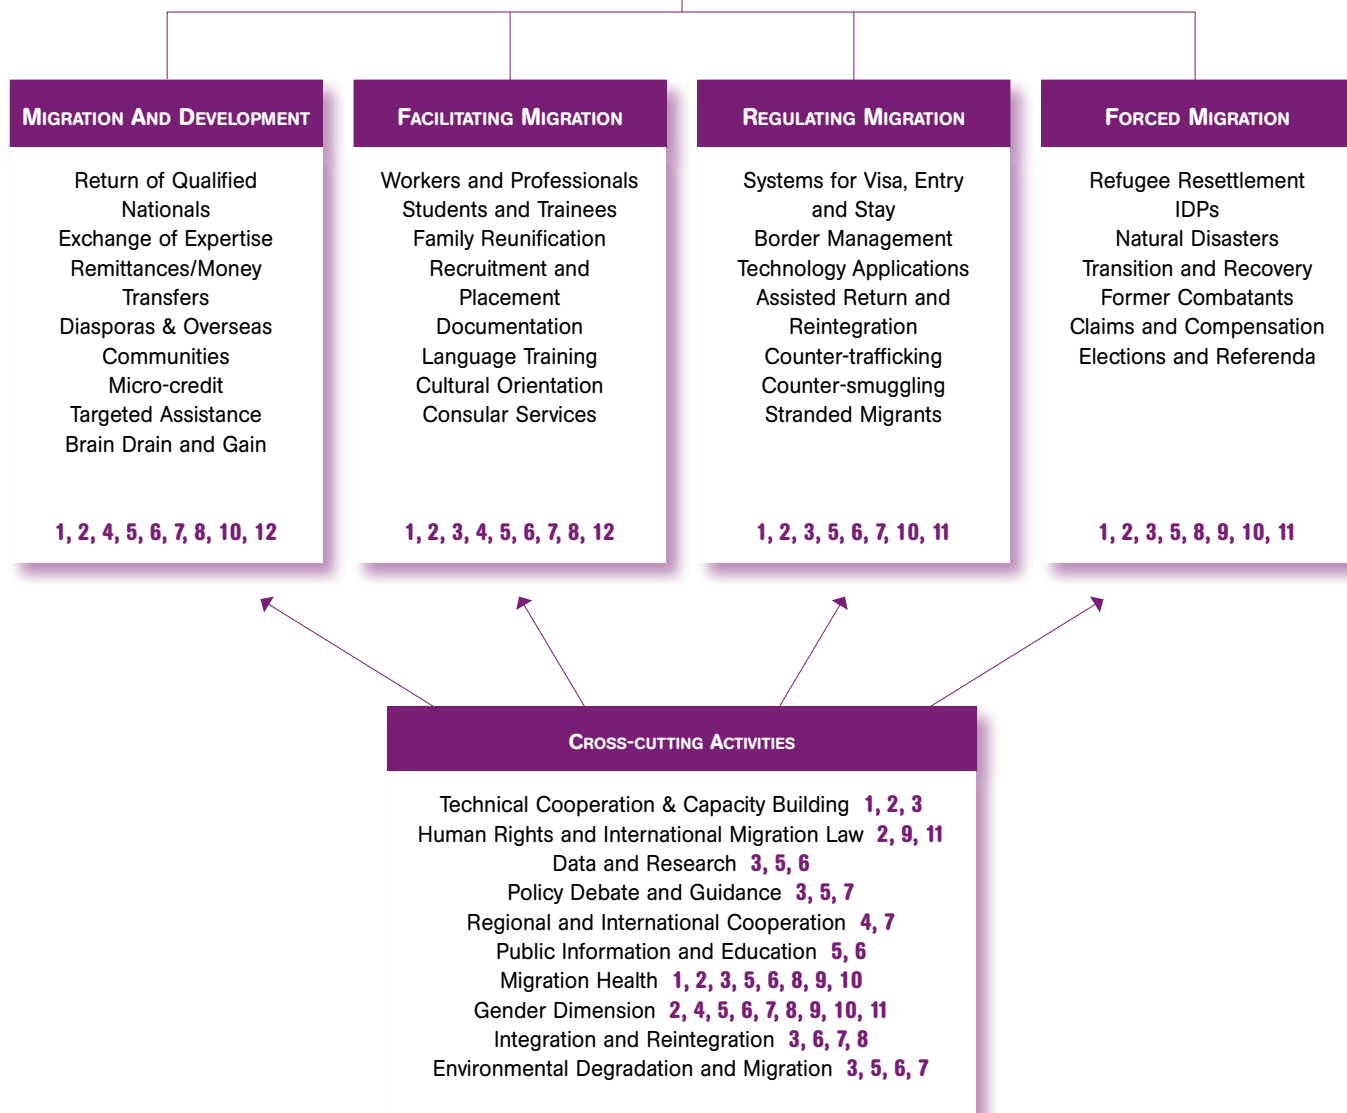 MIGRATION AND DEVELOPMENT
Return of Qualified
Nationals
Exchange of Expertise
Remittances/Money
Transfers
Diasporas & Overseas
Communities
Micro-credit
Targeted Assistance
Brain Drain and Gain
1, 2, 4, 5, 6, 7, 8, 10, 12
FACILITATING MIGRATION
Workers and Professionals
Students and Trainees
Family Reunification
Recruitment and
Placement
Documentation
Language Training
Cultural Orientation
Consular Services
1, 2, 3, 4, 5, 6, 7, 8, 12
REGULATING MIGRATION
Systems for Visa, Entry
and Stay
Border Management
Technology Applications
Assisted Return and
Reintegration
Counter-trafficking
Counter-smuggling
Stranded Migrants
1, 2, 3, 5, 6, 7, 10, 11
FORCED MIGRATION
Refugee Resettlement
IDPs
Natural Disasters
Transition and Recovery
Former Combatants
Claims and Compensation
Elections and Referenda
1, 2, 3, 5, 8, 9, 10, 11
CROSS-CUTTING ACTIVITIES
Technical Cooperation & Capacity Building 1, 2, 3
Human Rights and International Migration Law 2, 9, 11
Data and Research 3, 5, 6
Policy Debate and Guidance 3, 5, 7
Regional and International Cooperation 4, 7
Public Information and Education 5, 6
Migration Health 1, 2, 3, 5, 6, 8, 9, 10
Gender Dimension 2, 4, 5, 6, 7, 8, 9, 10, 11
Integration and Reintegration 3, 6, 7, 8
Environmental Degradation and Migration 3, 5, 6, 7